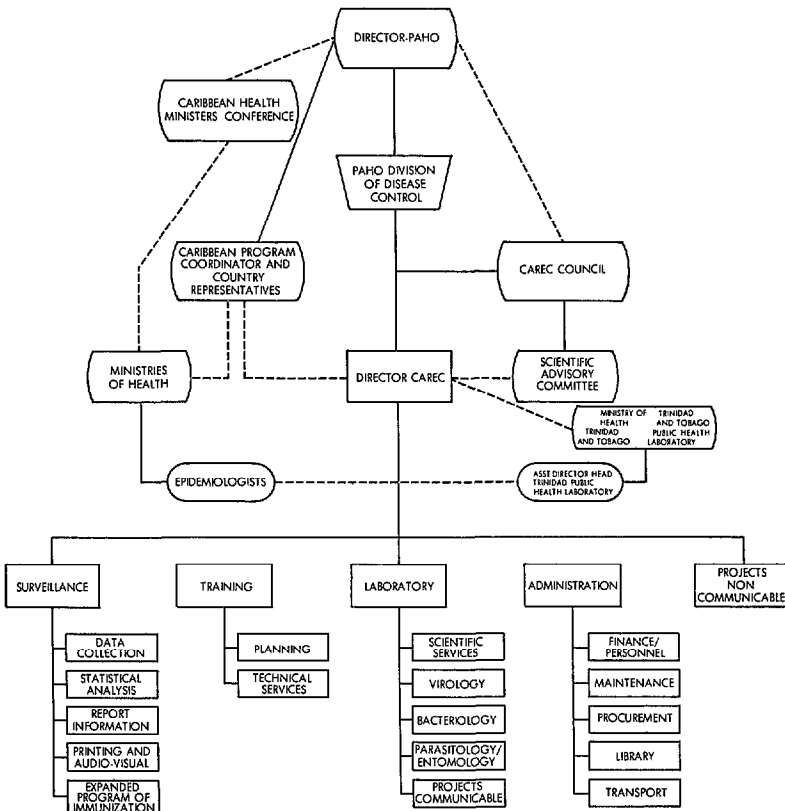 DIRECTOR-PAHO
CARIBBEAN HEALTH
MINISTERS CONFERENCE
PAHO DIVISION
OF DISEASE
CONTROL
CARIBBEAN PROGRAM
COORDINATOR AND
COUNTRY
REPRESENTATIVES
CAREC COUNCIL
MINISTRIES
OF HEALTH
DIRECTOR CAREC
SCIENTIFIC
ADVISORY
COMMITTEE
MINISTRY OF
HEALTH
TRINIDAD
AND TOBAGO
TRINIDAD
AND TOBAGO
PUBLIC HEALTH
LABORATORY
EPIDEMIOLOGISTS
ASST DIRECTOR HEAD
TRINIDAD PUBLIC
HEALTH LABORATORY
SURVEILLANCE
TRAINING
LABORATORY
ADMINISTRATION
PROJECTS
NON
COMMUNICABLE
DATA
COLLECTION
STATISTICAL
ANALYSIS
REPORT
INFORMATION
PRINTING AND
AUDIO-VISUAL
EXPANDED
PROGRAM OF
IMMUNIZATION
PLANNING
TECHNICAL
SERVICES
SCIENTIFIC
SERVICES
VIROLOGY
BACTERIOLOGY
PARASITOLOGY/
ENTOMOLOGY
PROJECTS
COMMUNICABLE
FINANCE/
PERSONNEL
MAINTENANCE
PROCUREMENT
LIBRARY
TRANSPORT